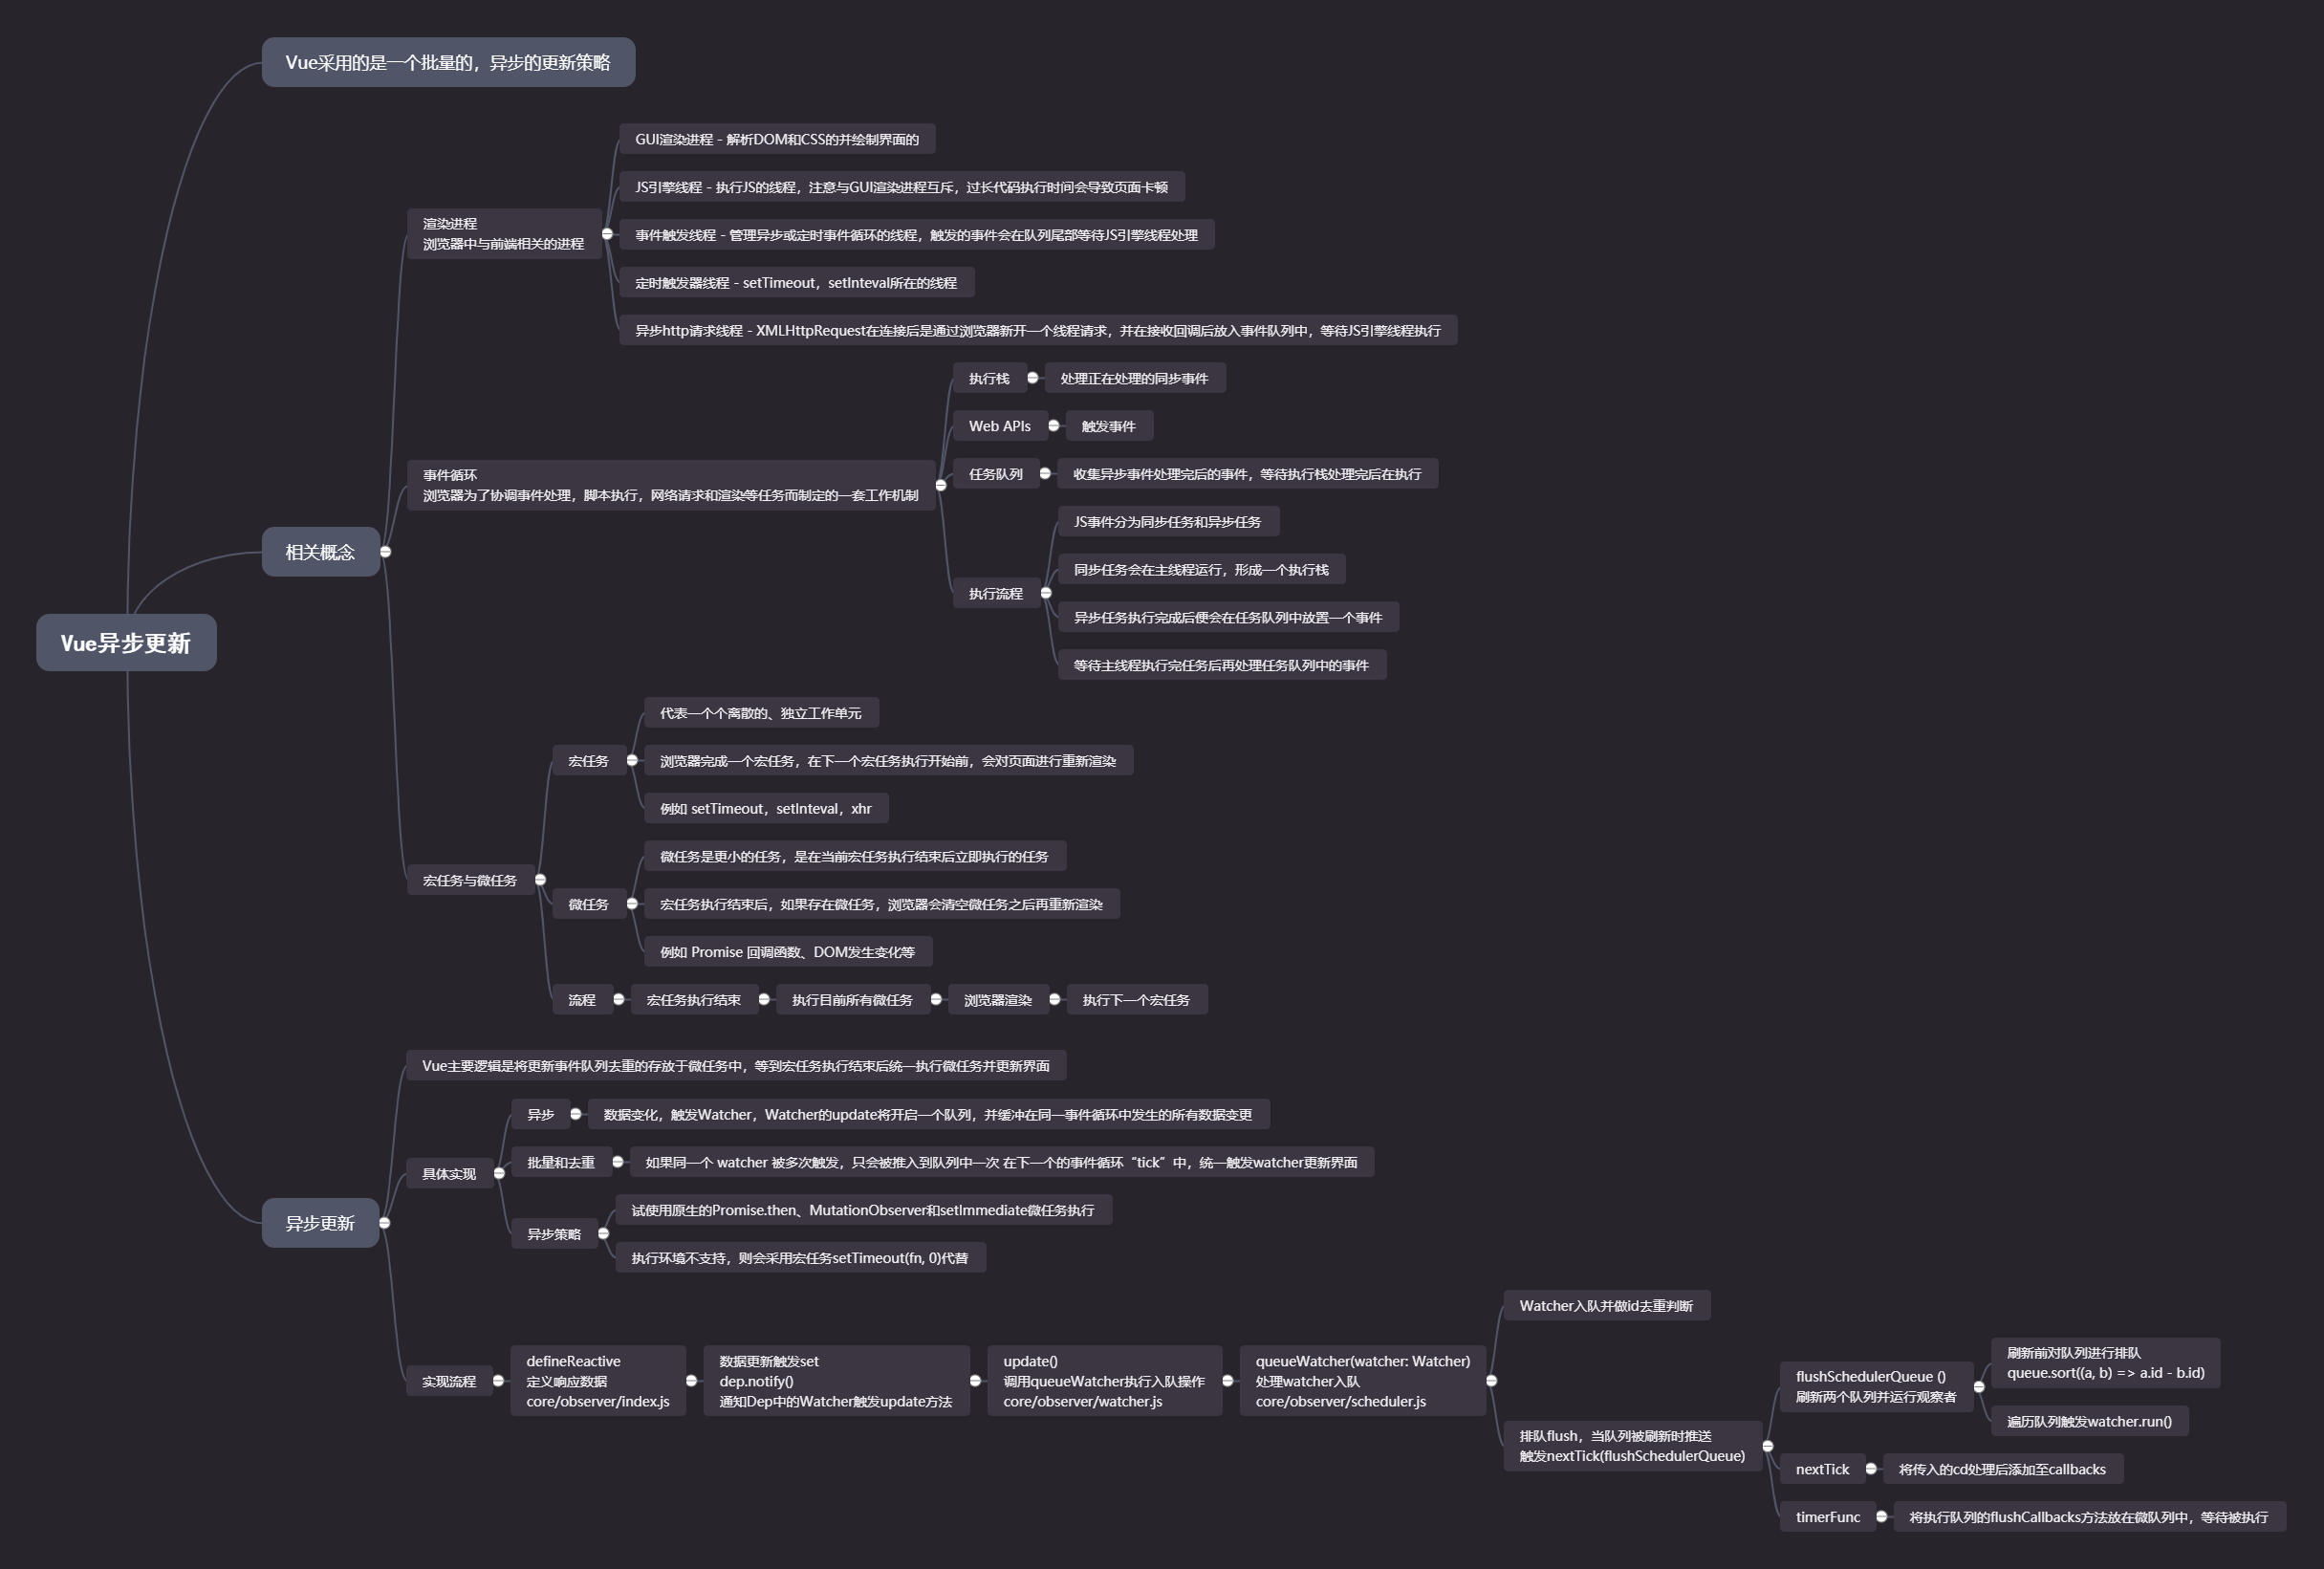 Vue采用的是一个批量的，异步的更新策略
GUI渲染进程 - 解析DOM和CSS的并绘制界面的
JS引擎线程 - 执行JS的线程，注意与GUI渲染进程互斥，过长代码执行时间会导致页面卡顿
渲染进程
浏览器中与前端相关的进程
事件触发线程 - 管理异步或定时事件循环的线程，触发的事件会在队列尾部等待JS引擎线程处理
定时触发器线程 - setTimeout，setInteval所在的线程
异步http请求线程 - XMLHttpRequest在连接后是通过浏览器新开一个线程请求，并在接收回调后放入事件队列中，等待JS引擎线程执行
执行栈
处理正在处理的同步事件
Web APIs
触发事件
事件循环
浏览器为了协调事件处理，脚本执行，网络请求和渲染等任务而制定的一套工作机制
任务队列
收集异步事件处理完后的事件，等待执行栈处理完后在执行
JS事件分为同步任务和异步任务
同步任务会在主线程运行，形成一个执行栈
相关概念
执行流程
异步任务执行完成后便会在任务队列中放置一个事件
等待主线程执行完任务后再处理任务队列中的事件
Vue异步更新
代表一个个离散的、独立工作单元
宏任务
浏览器完成一个宏任务，在下一个宏任务执行开始前，会对页面进行重新渲染
例如 setTimeout，setInteval，xhr
宏任务与微任务
微任务是更小的任务，是在当前宏任务执行结束后立即执行的任务
微任务
宏任务执行结束后，如果存在微任务，浏览器会清空微任务之后再重新渲染
例如 Promise 回调函数、DOM发生变化等
流程
宏任务执行结束
执行目前所有微任务
浏览器渲染
执行下一个宏任务
Vue主要逻辑是将更新事件队列去重的存放于微任务中，等到宏任务执行结束后统一执行微任务并更新界面
异步
数据变化，触发Watcher，Watcher的update将开启一个队列，并缓冲在同一事件循环中发生的所有数据变更
具体实现
批量和去重
如果同一个 watcher 被多次触发，只会被推入到队列中一次 在下一个的事件循环“tick”中，统一触发watcher更新界面
异步更新
异步策略
试使用原生的Promise.then、MutationObserver和setImmediate微任务执行
执行环境不支持，则会采用宏任务setTimeout(fn, 0)代替
实现流程
defineReactive
定义响应数据
core/observer/index.js
数据更新触发set
dep.notify()
通知Dep中的Watcher触发update方法
update()
调用queueWatcher执行入队操作
core/observer/watcher.js
queueWatcher(watcher: Watcher)
处理watcher入队
core/observer/scheduler.js
Watcher入队并做id去重判断
排队flush，当队列被刷新时推送
触发nextTick(flushSchedulerQueue)
flushSchedulerQueue ()
刷新两个队列并运行观察者
刷新前对队列进行排队
queue.sort((a, b) => a.id - b.id)
遍历队列触发watcher.run()
nextTick
将传入的cd处理后添加至callbacks
timerFunc
将执行队列的flushCallbacks方法放在微队列中，等待被执行